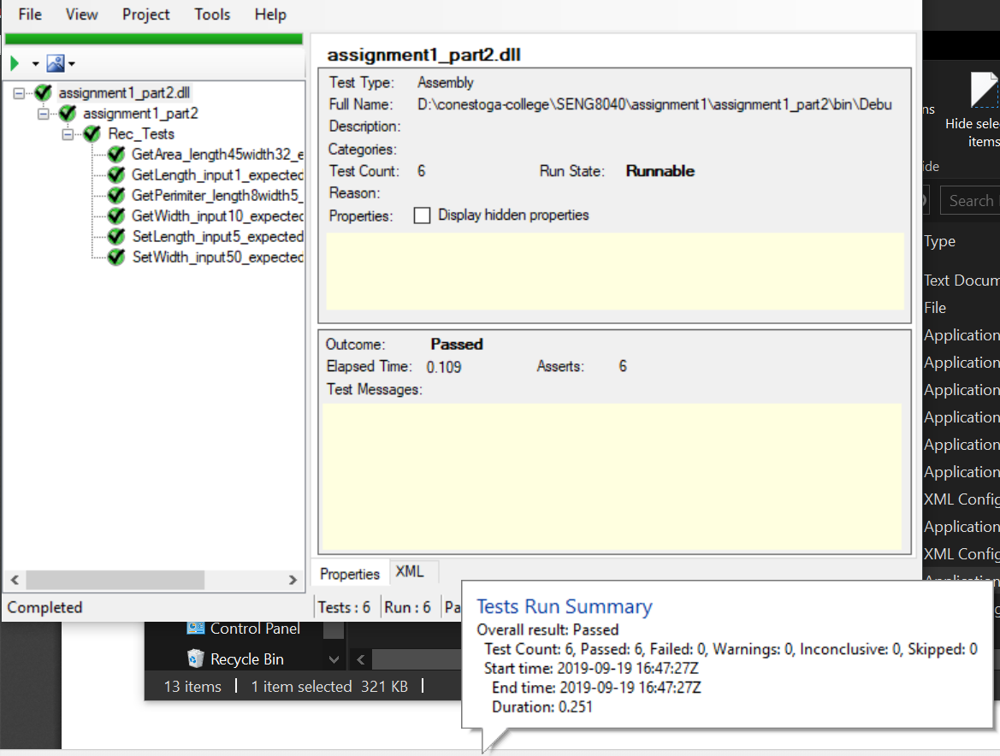 File View Project Tools Help
assignment1_part2.dll
assignment1_part2
Rec_Tests
GetArea_length45width32_e
GetLength_input1_expected
GetPerimiter_length8width5_
GetWidth_input10_expected
SetLength_input5_expected
SetWidth_input50_expected
Completed
assignment1_part2.dll
Test Type: Assembly
Full Name: D:\conestoga-college\SENG8040\assignment1\assignment1_part2\bin\Debu
Description:
Categories:
Test Count: 6 Run State: Runnable
Reason:
Properties: Display hidden properties
Outcome: Passed
Elapsed Time: 0.109 Asserts: 6
Test Messages:
Properties XML
Tests : 6 Run : 6 Pa
Tests Run Summary
Overall result: Passed
Test Count: 6, Passed: 6, Failed: 0, Warnings: 0, Inconclusive: 0, Skipped: 0
Start time: 2019-09-19 16:47:27Z
End time: 2019-09-19 16:47:27Z
Duration: 0.251
Control Panel
Recycle Bin
13 items 1 item selected 321 KB
ms
Hide sele
items
ide
Search
Type
Text Docum
File
Application
Application
Application
Application
Application
Application
XML Config
Application
XML Config
Application